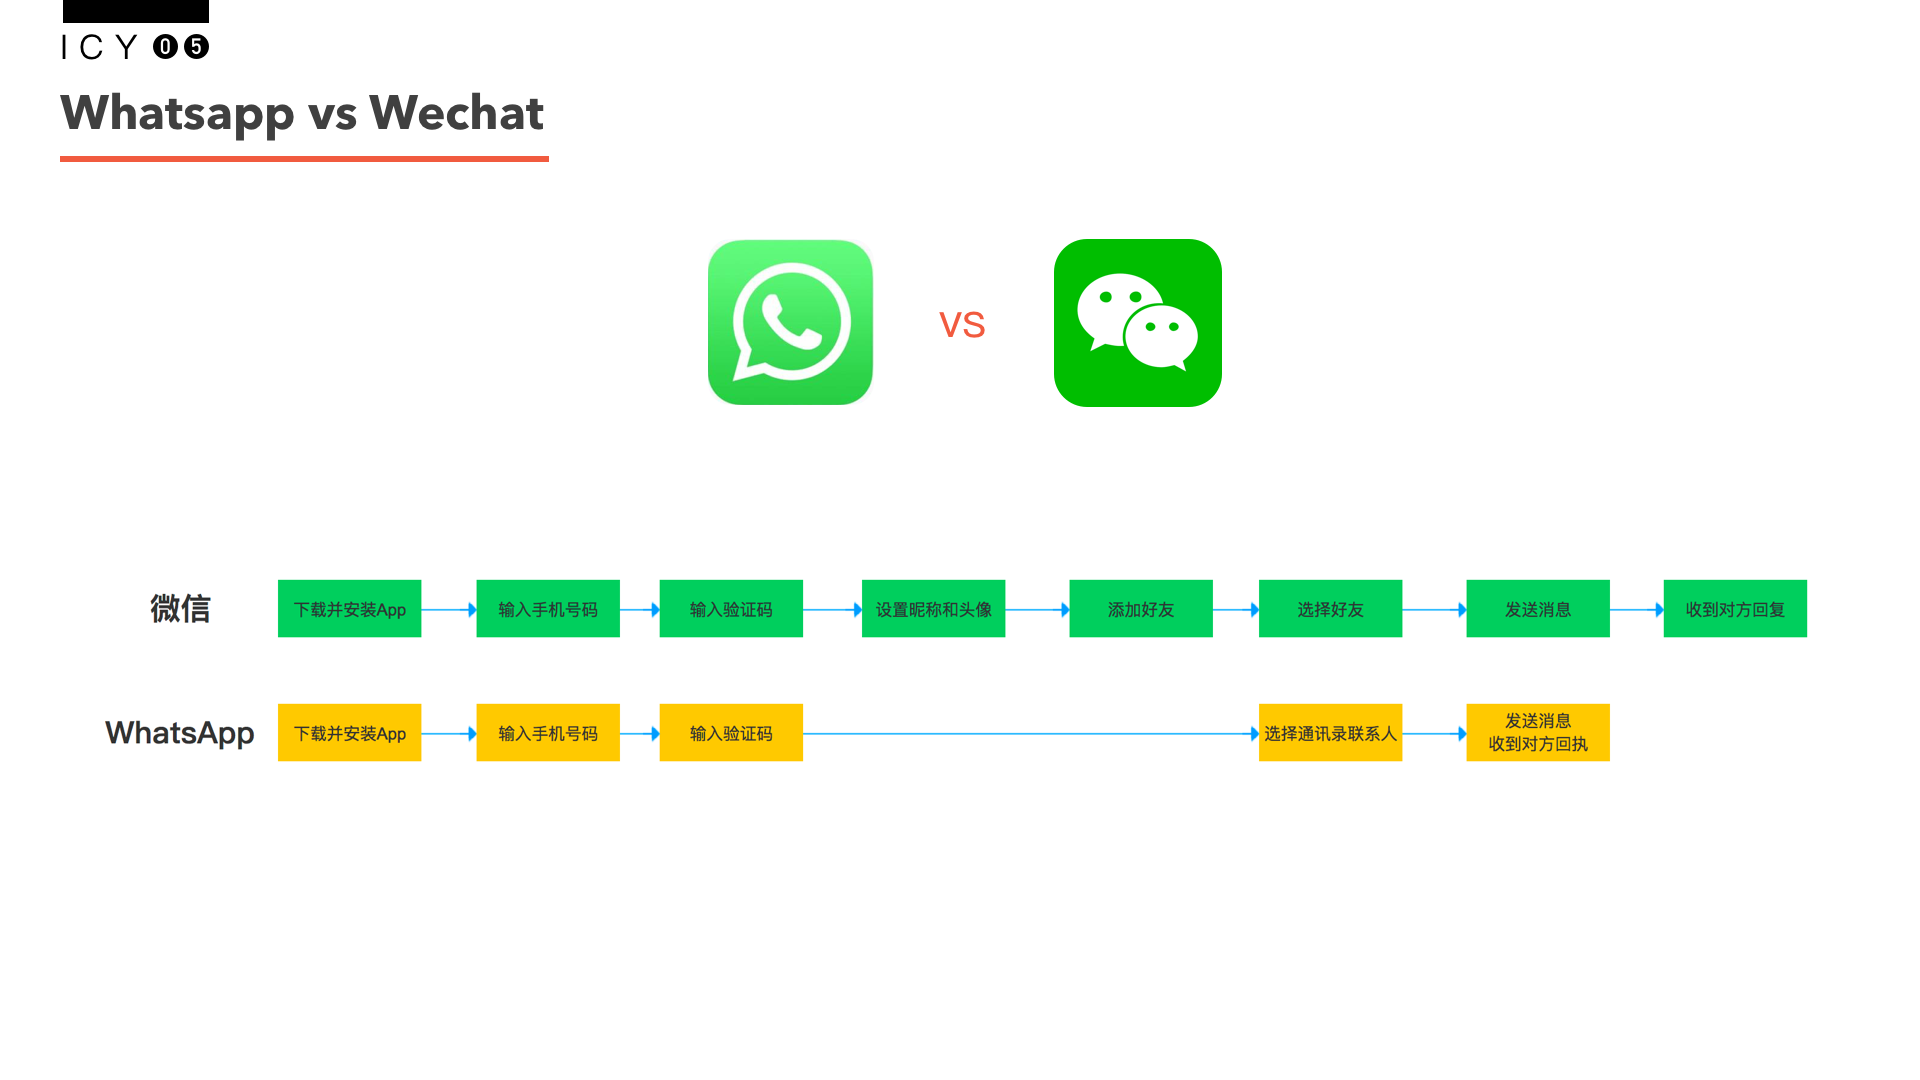 ICY 05
Whatsapp vs Wechat
VS
微信
下载并安装App
输入手机号码
输入验证码
设置昵称和头像
添加好友
选择好友
发送消息
收到对方回复
WhatsApp
下载并安装App
输入手机号码
输入验证码
选择通讯录联系人
发送消息
收到对方回执